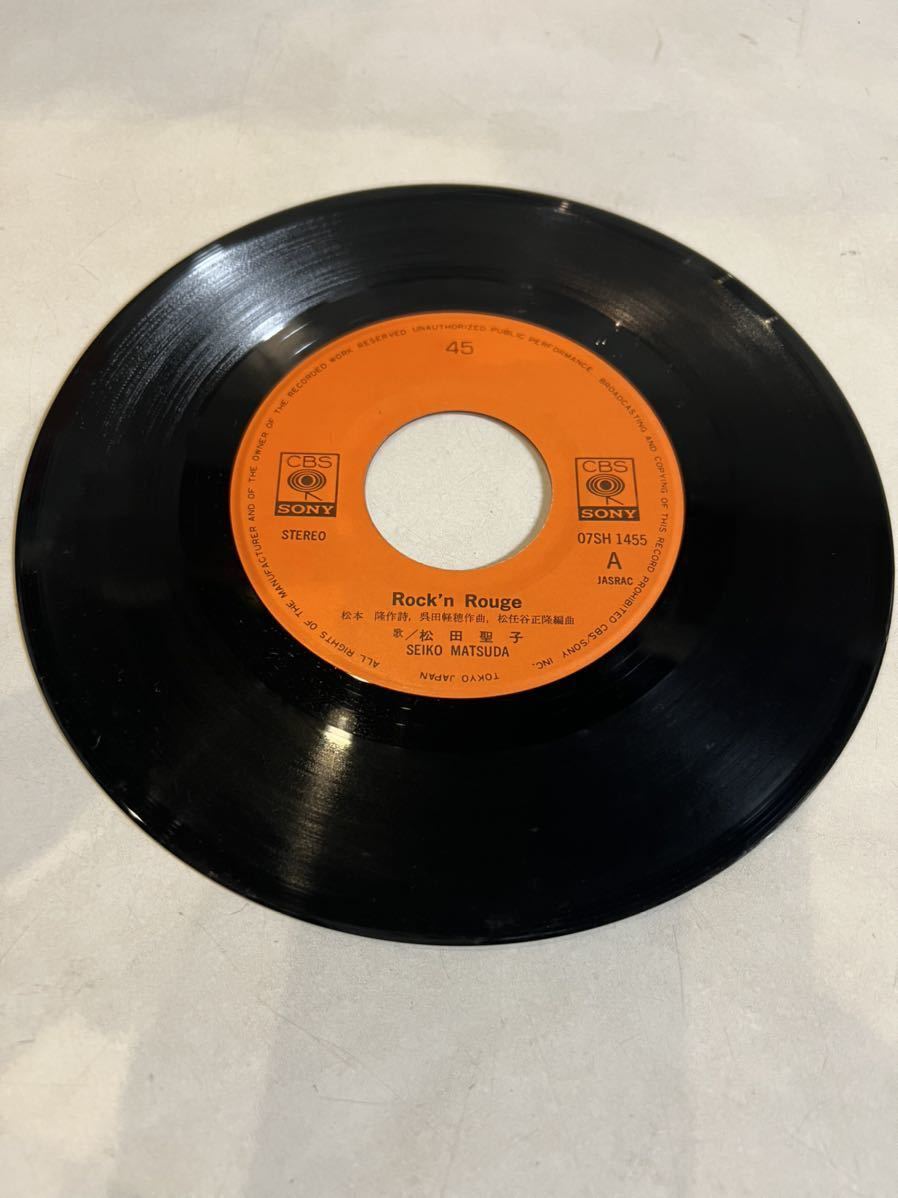 ALL RIGHTS OF THE MANUFACTURER AND OF THE OWNER OF THE RECORDED WORK RESERVED UNAUTHORIZED PUBLIC PERFORMANCE. BROADCASTING AND COPYING OF THIS RECORD PROHIBITED CBS/SONY INC.
TOKYO JAPAN
45
CBS
SONY
STEREO
CBS
SONY
07SH 1455
A
JASRAC
Rock'n Rouge
松本 隆作詩, 呉田軽穂作曲, 松任谷正隆編曲
歌/松田聖子
SEIKO MATSUDA